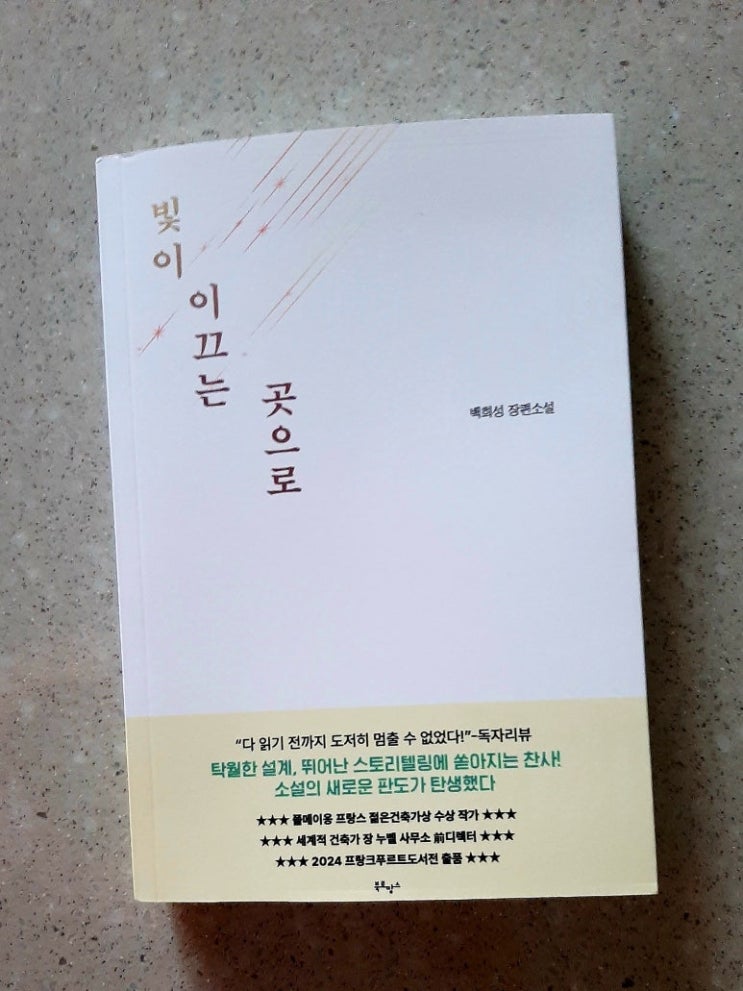 빛이
이끄는
곳으로
백희성 장편소설
“다 읽기 전까지 도저히 멈출 수 없었다!”-독자리뷰
탁월한 설계, 뛰어난 스토리텔링에 쏟아지는 찬사!
소설의 새로운 판도가 탄생했다
★★★ 폴메이몽 프랑스 젊은건축가상 수상 작가 ★★★
★★★ 세계적 건축가 장 누벨 사무소 前디렉터 ★★★
★★★ 2024 프랑크푸르트도서전 출품 ★★★
북로망스